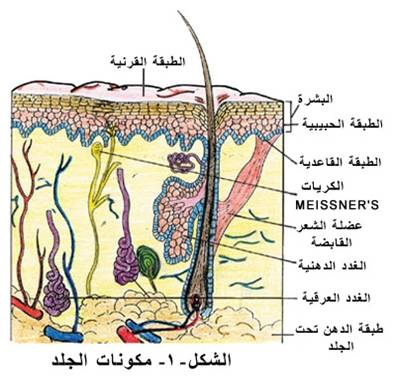 الطبقة القرنية
البشرة
الطبقة الحبيبية
الطبقة القاعدية
الكريات
MEISSNER'S
عضلة الشعر
القابضة
الغدد الدهنية
الغدد العرقية
طبقة الدهن تحت
الجلد
الشكل-١- مكونات الجلد